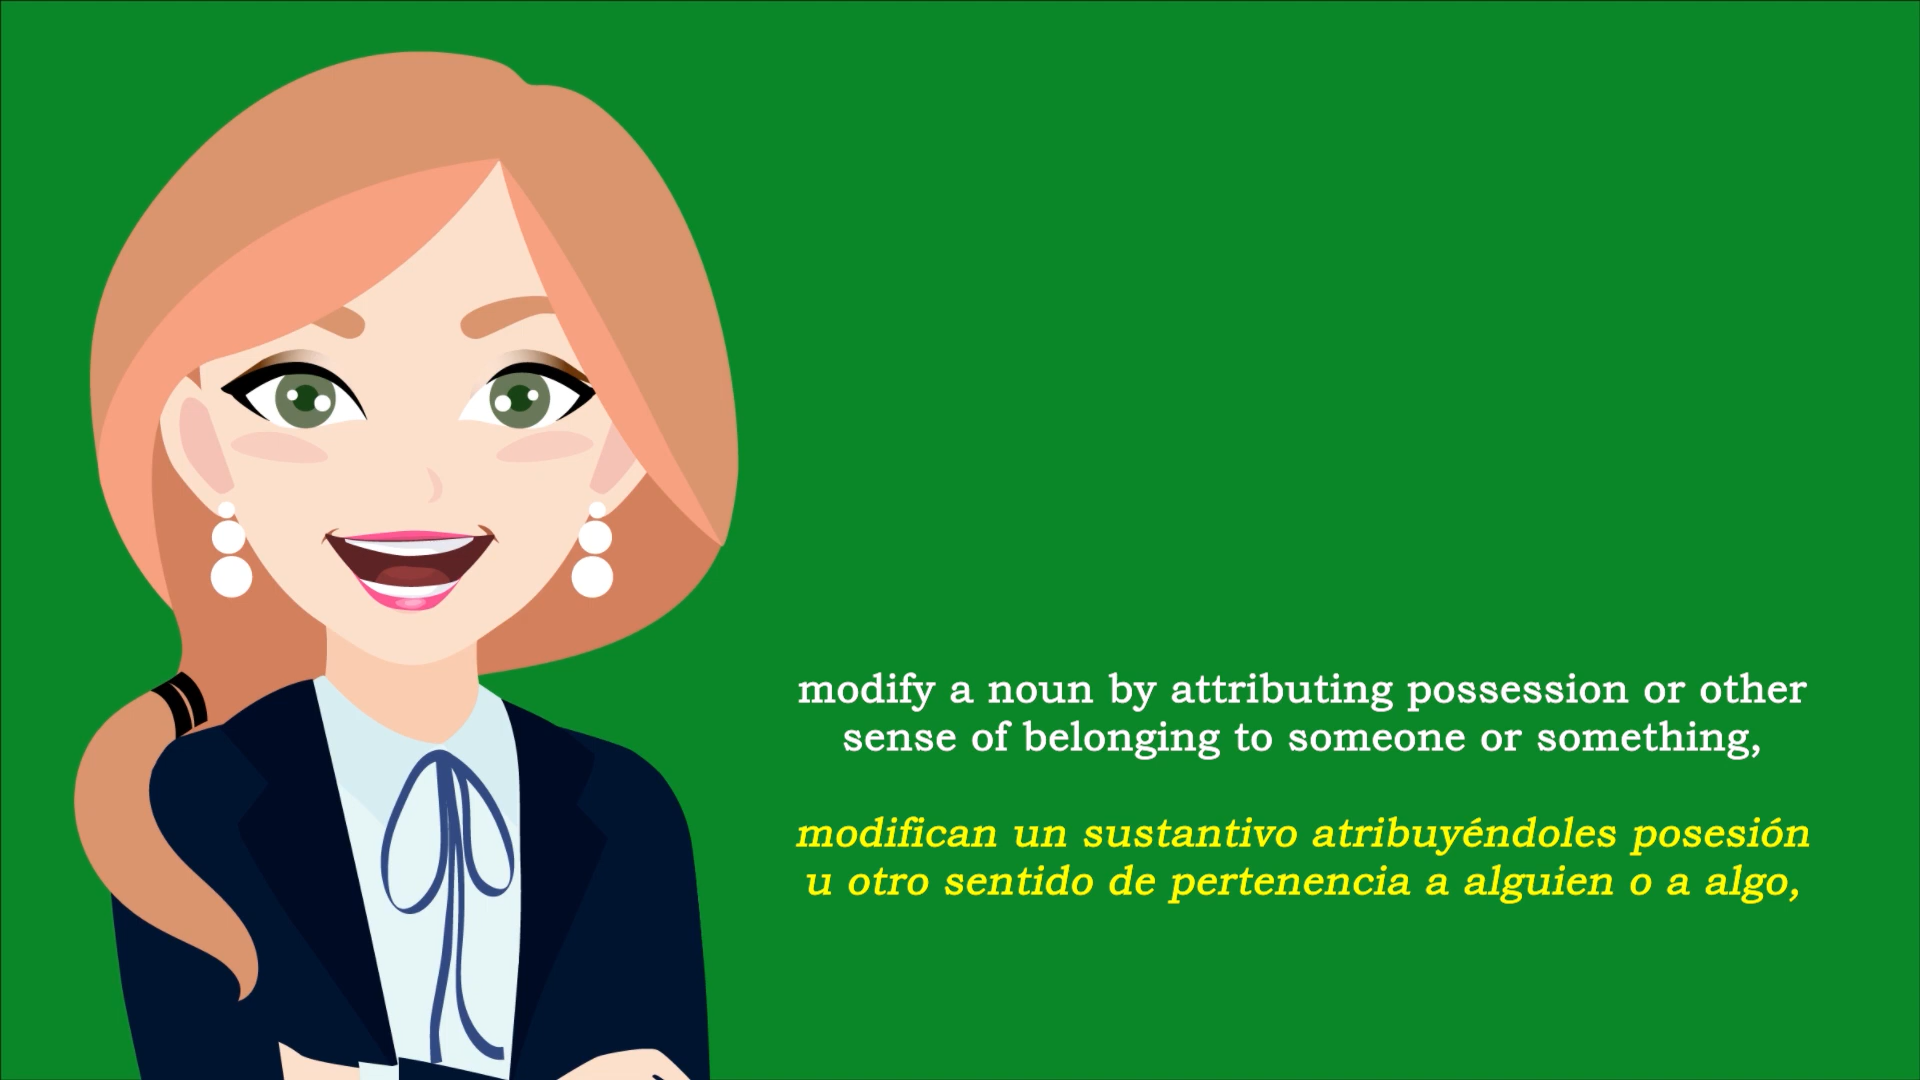 modify a noun by attributing possession or other
sense of belonging to someone or something,
modifican un sustantivo atribuyéndoles posesión
u otro sentido de pertenencia a alguien o a algo,